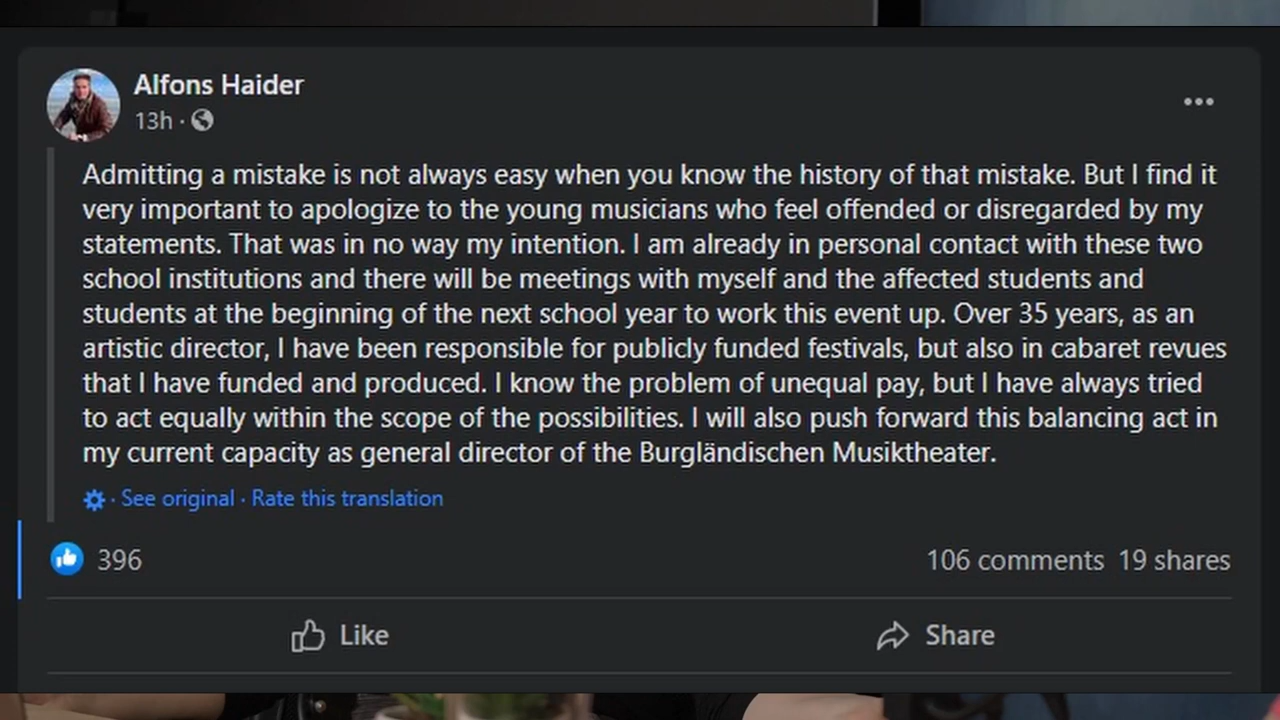 Alfons Haider
13h ·
Admitting a mistake is not always easy when you know the history of that mistake. But I find it
very important to apologize to the young musicians who feel offended or disregarded by my
statements. That was in no way my intention. I am already in personal contact with these two
school institutions and there will be meetings with myself and the affected students and
students at the beginning of the next school year to work this event up. Over 35 years, as an
artistic director, I have been responsible for publicly funded festivals, but also in cabaret revues
that I have funded and produced. I know the problem of unequal pay, but I have always tried
to act equally within the scope of the possibilities. I will also push forward this balancing act in
my current capacity as general director of the Burgländischen Musiktheater.
· See original · Rate this translation
396 106 comments 19 shares
Like Share